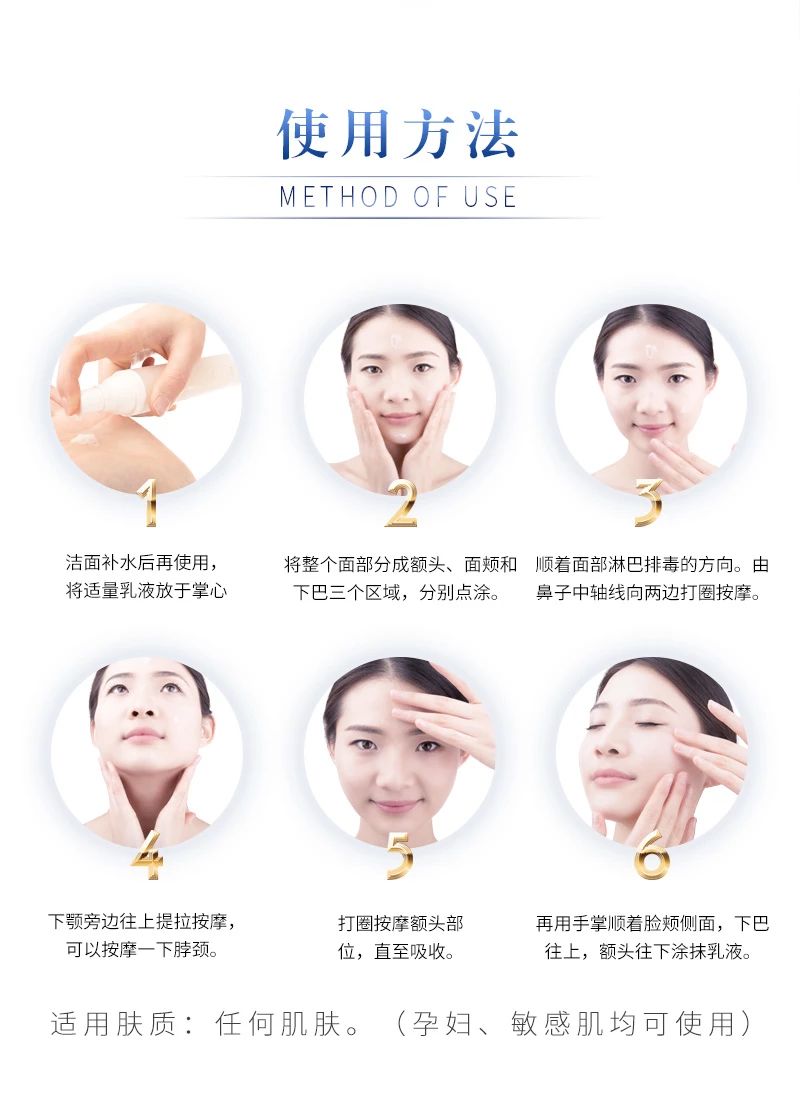 使用方法
METHOD OF USE
1
2
3
洁面补水后再使用，
将适量乳液放于掌心
将整个面部分成额头、面颊和
下巴三个区域，分别点涂。
顺着面部淋巴排毒的方向。由
鼻子中轴线向两边打圈按摩。
4
5
6
下颚旁边往上提拉按摩，
可以按摩一下脖颈。
打圈按摩额头部
位，直至吸收。
再用手掌顺着脸颊侧面，下巴
往上，额头往下涂抹乳液。
适用肤质：任何肌肤。（孕妇、敏感肌均可使用）